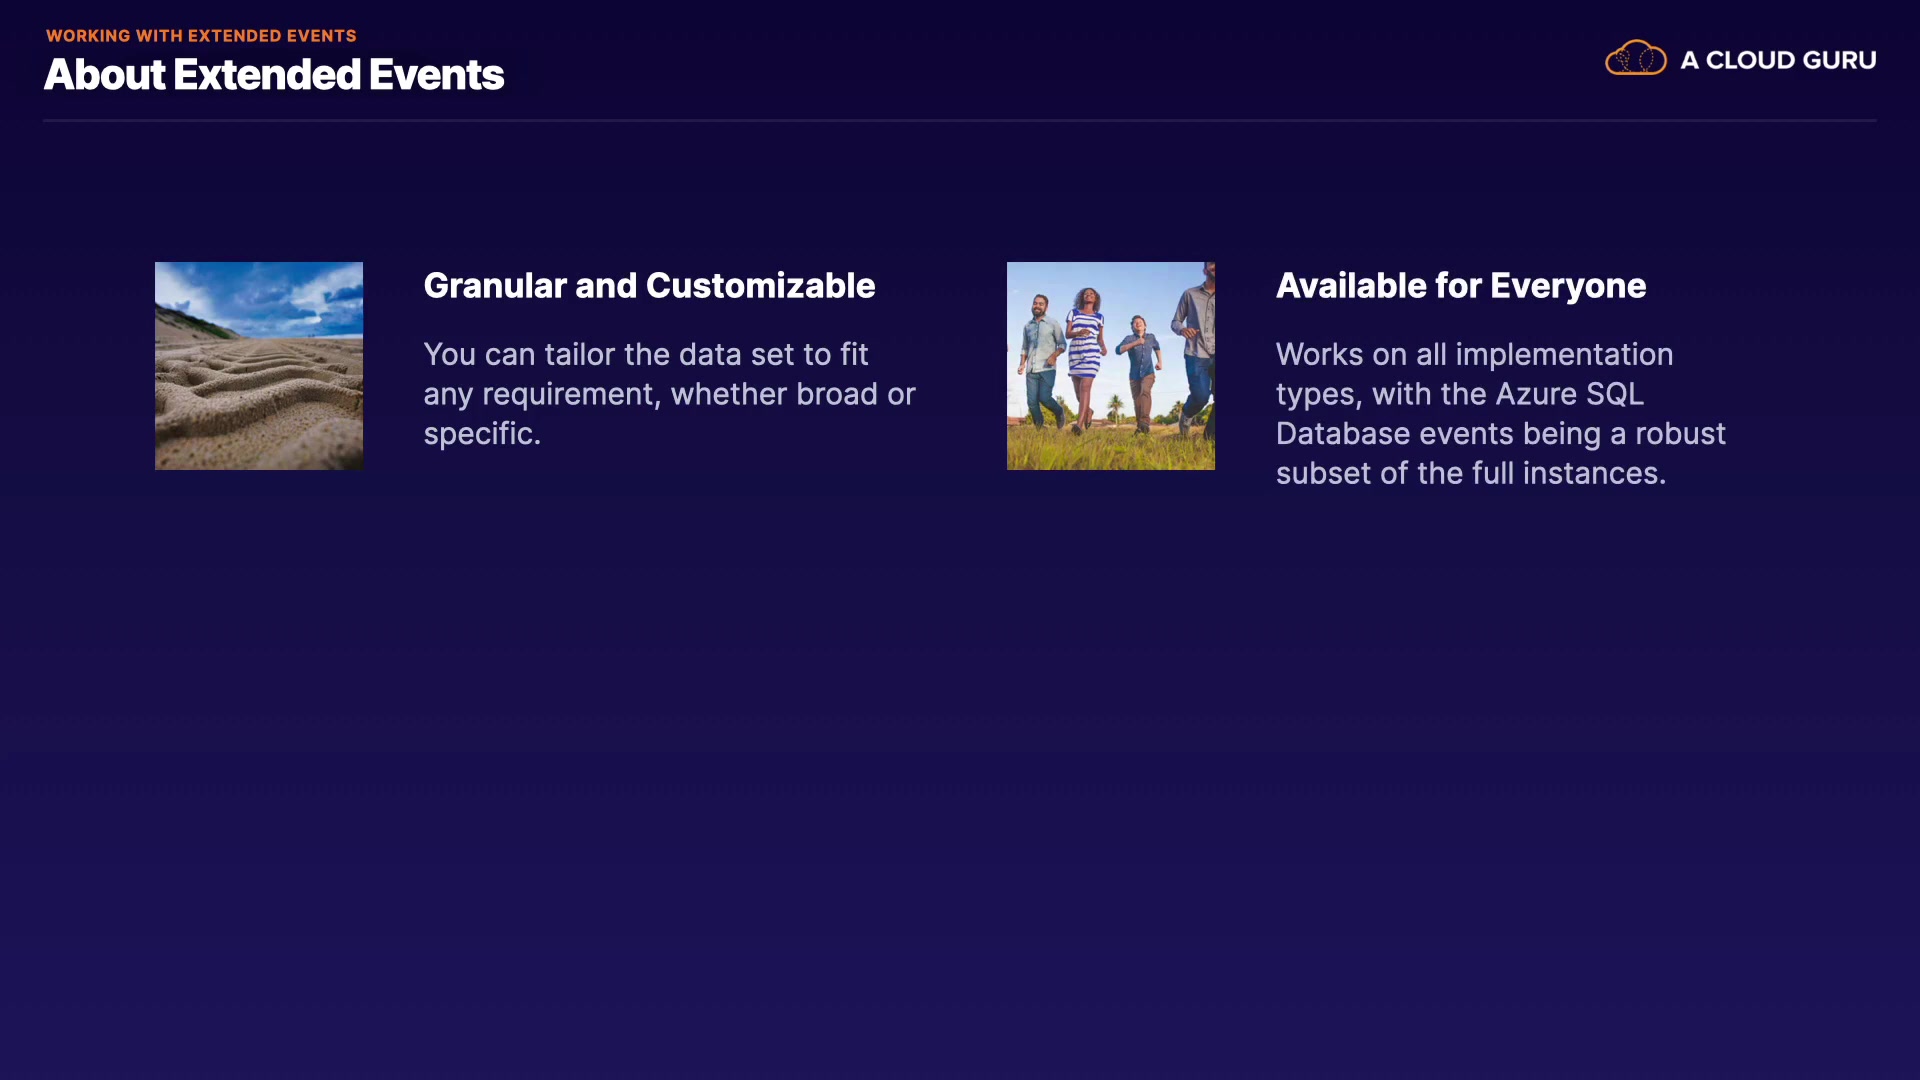 WORKING WITH EXTENDED EVENTS
About Extended Events
A CLOUD GURU
Granular and Customizable
You can tailor the data set to fit
any requirement, whether broad or
specific.
Available for Everyone
Works on all implementation
types, with the Azure SQL
Database events being a robust
subset of the full instances.